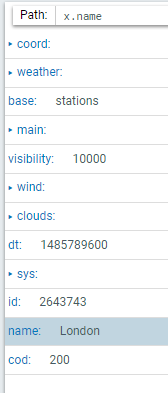 Path: x.name
coord:
weather:
base: stations
main:
visibility: 10000
wind:
clouds:
dt: 1485789600
sys:
id: 2643743
name: London
cod: 200